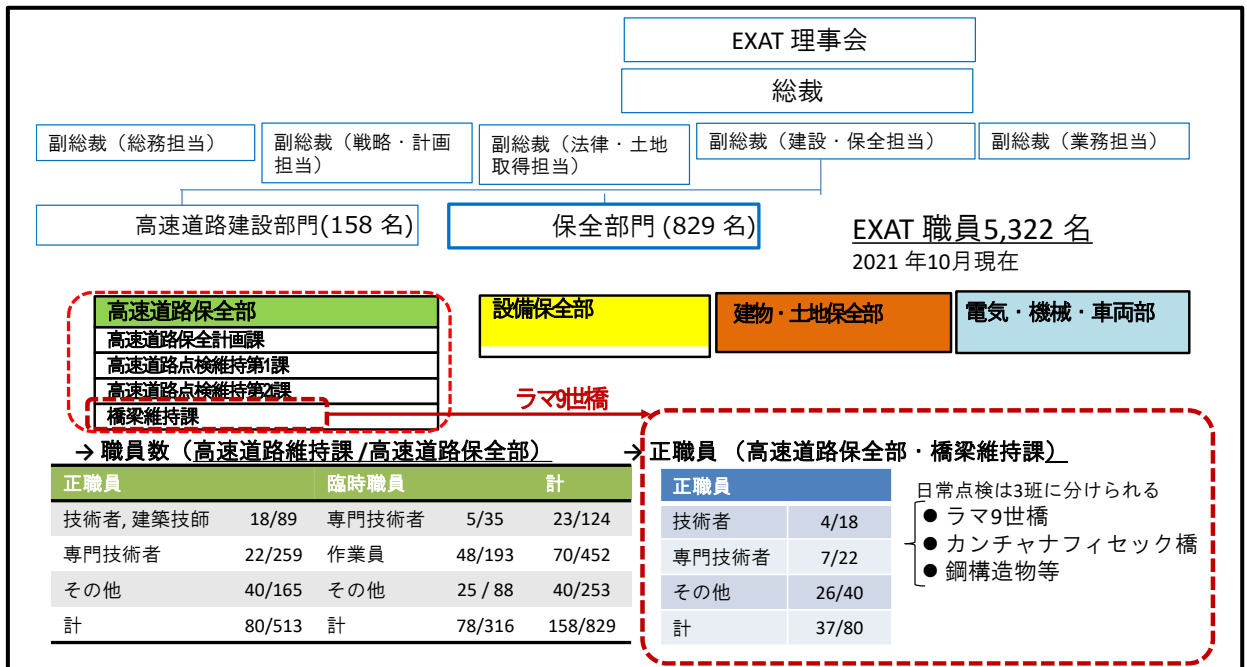 EXAT 理事会
総裁
副総裁（総務担当）
副総裁（戦略・計画
担当）
副総裁（法律・土地
取得担当）
副総裁（建設・保全担当）
副総裁（業務担当）
高速道路建設部門(158 名)
保全部門 (829 名)
EXAT 職員5,322 名
2021 年10月現在
高速道路保全部
高速道路保全計画課
高速道路点検維持第1課
高速道路点検維持第2課
橋梁維持課
設備保全部
建物・土地保全部
電気・機械・車両部
ラマ9世橋
→ 職員数（高速道路維持課 /高速道路保全部）
正職員 臨時職員 計
技術者, 建築技師 18/89 専門技術者 5/35 23/124
専門技術者 22/259 作業員 48/193 70/452
その他 40/165 その他 25 / 88 40/253
計 80/513 計 78/316 158/829
→ 正職員 （高速道路保全部・橋梁維持課）
正職員
技術者 4/18
専門技術者 7/22
その他 26/40
計 37/80
日常点検は3班に分けられる
● ラマ9世橋
● カンチャナフィセック橋
● 鋼構造物等